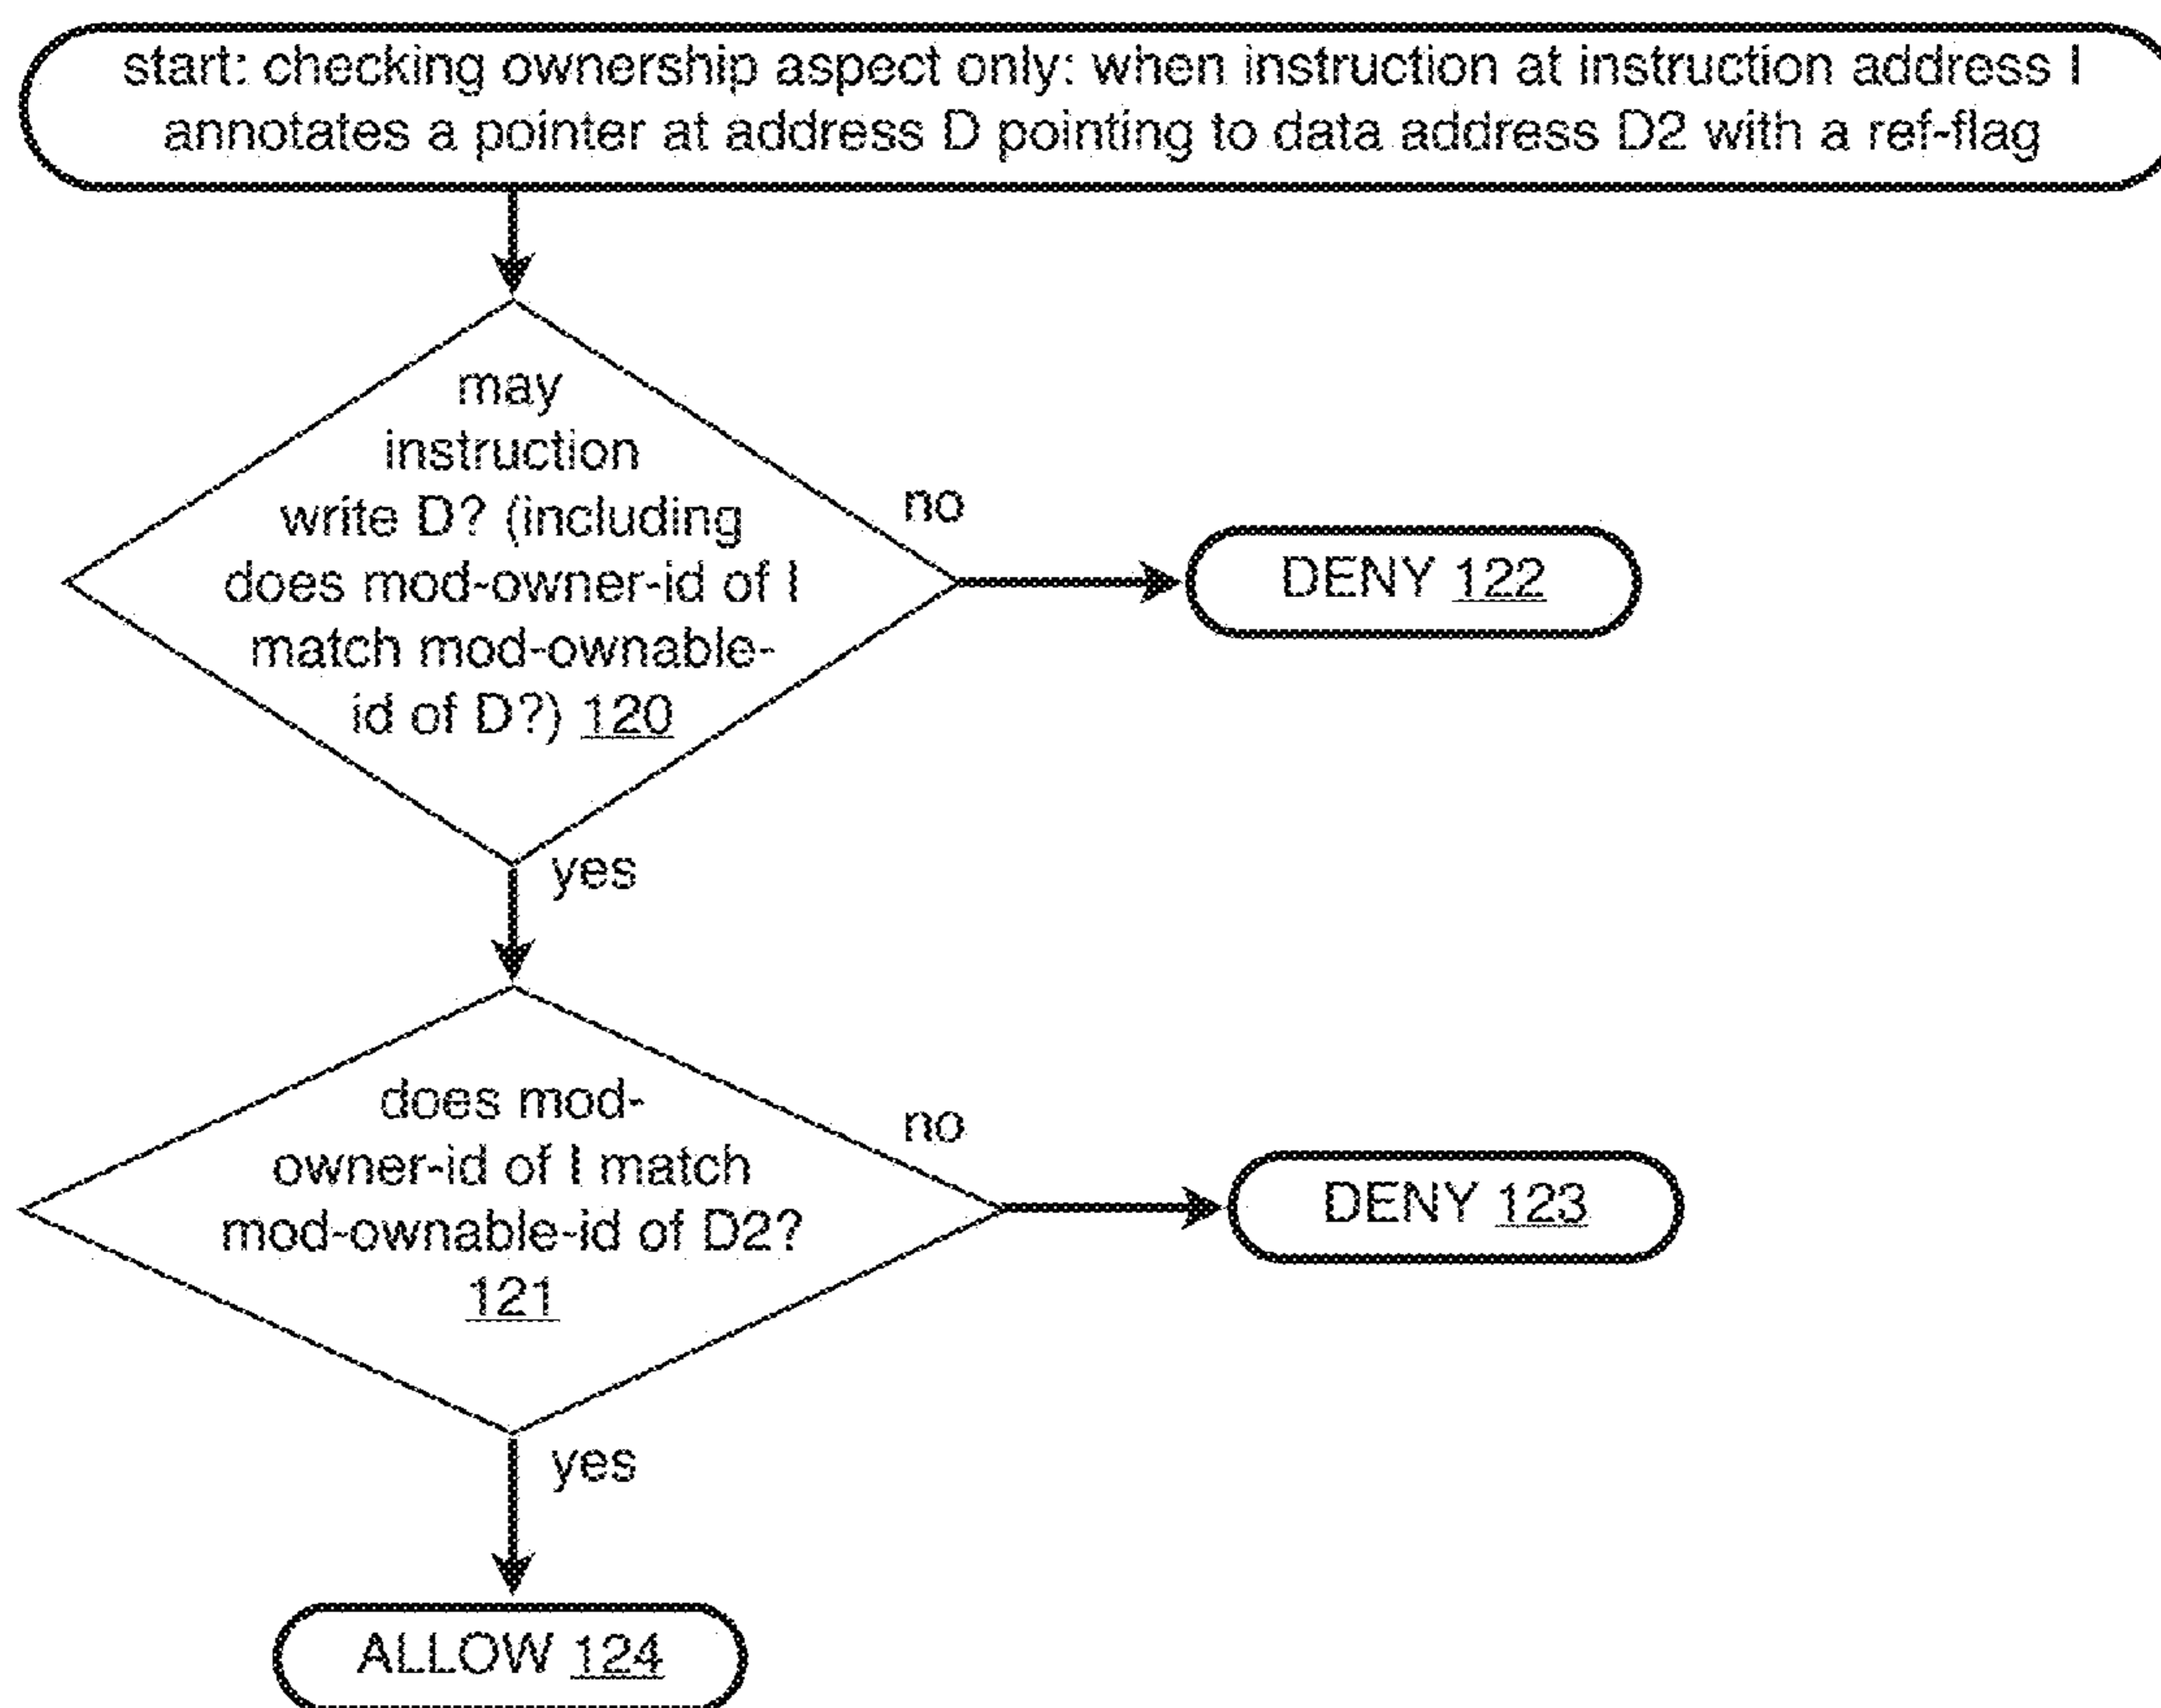 start: checking ownership aspect only: when instruction at instruction address I
annotates a pointer at address D pointing to data address D2 with a ref-flag
may
instruction
write D? (including
does mod-owner-id of I
match mod-ownable-
id of D?) 120
no
DENY 122
yes
does mod-
owner-id of I match
mod-ownable-id of D2?
121
no
DENY 123
yes
ALLOW 124